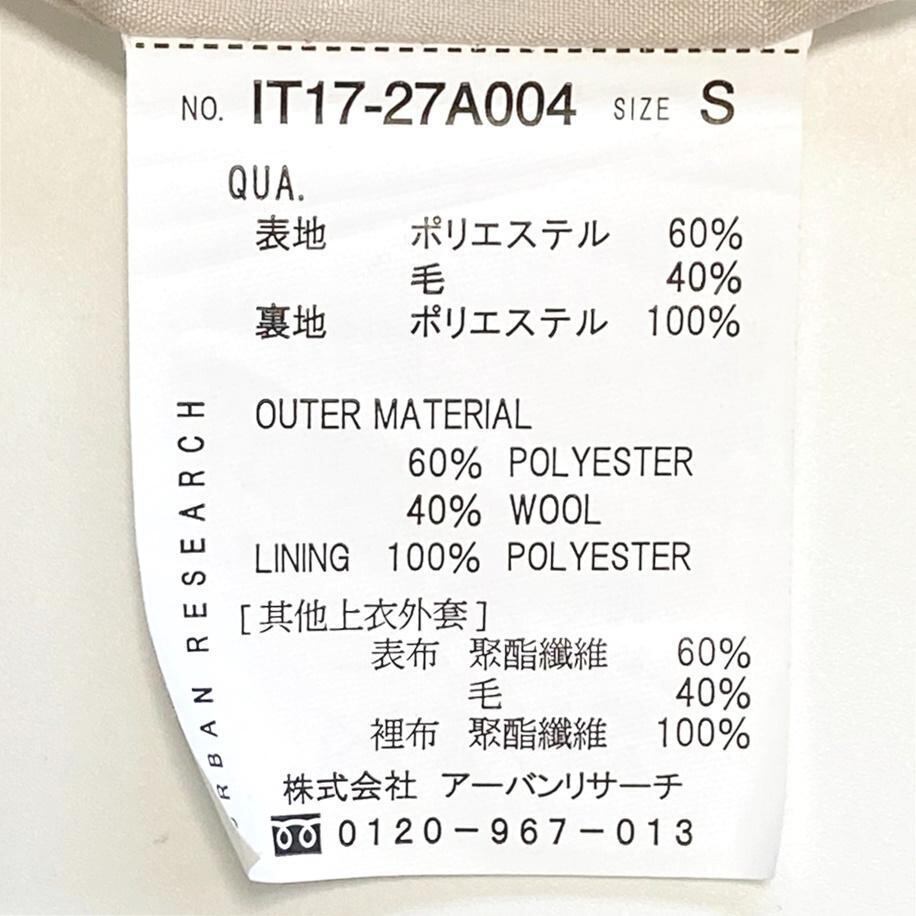 NO. IT17-27A004 SIZE S
QUA.
表地 ポリエステル 60%
毛 40%
裏地 ポリエステル 100%
OUTER MATERIAL
60% POLYESTER
40% WOOL
LINING 100% POLYESTER
[其他上衣外套]
表布 聚酯纖維 60%
毛 40%
裡布 聚酯纖維 100%
株式会社 アーバンリサーチ
0120-967-013
URBAN RESEARCH